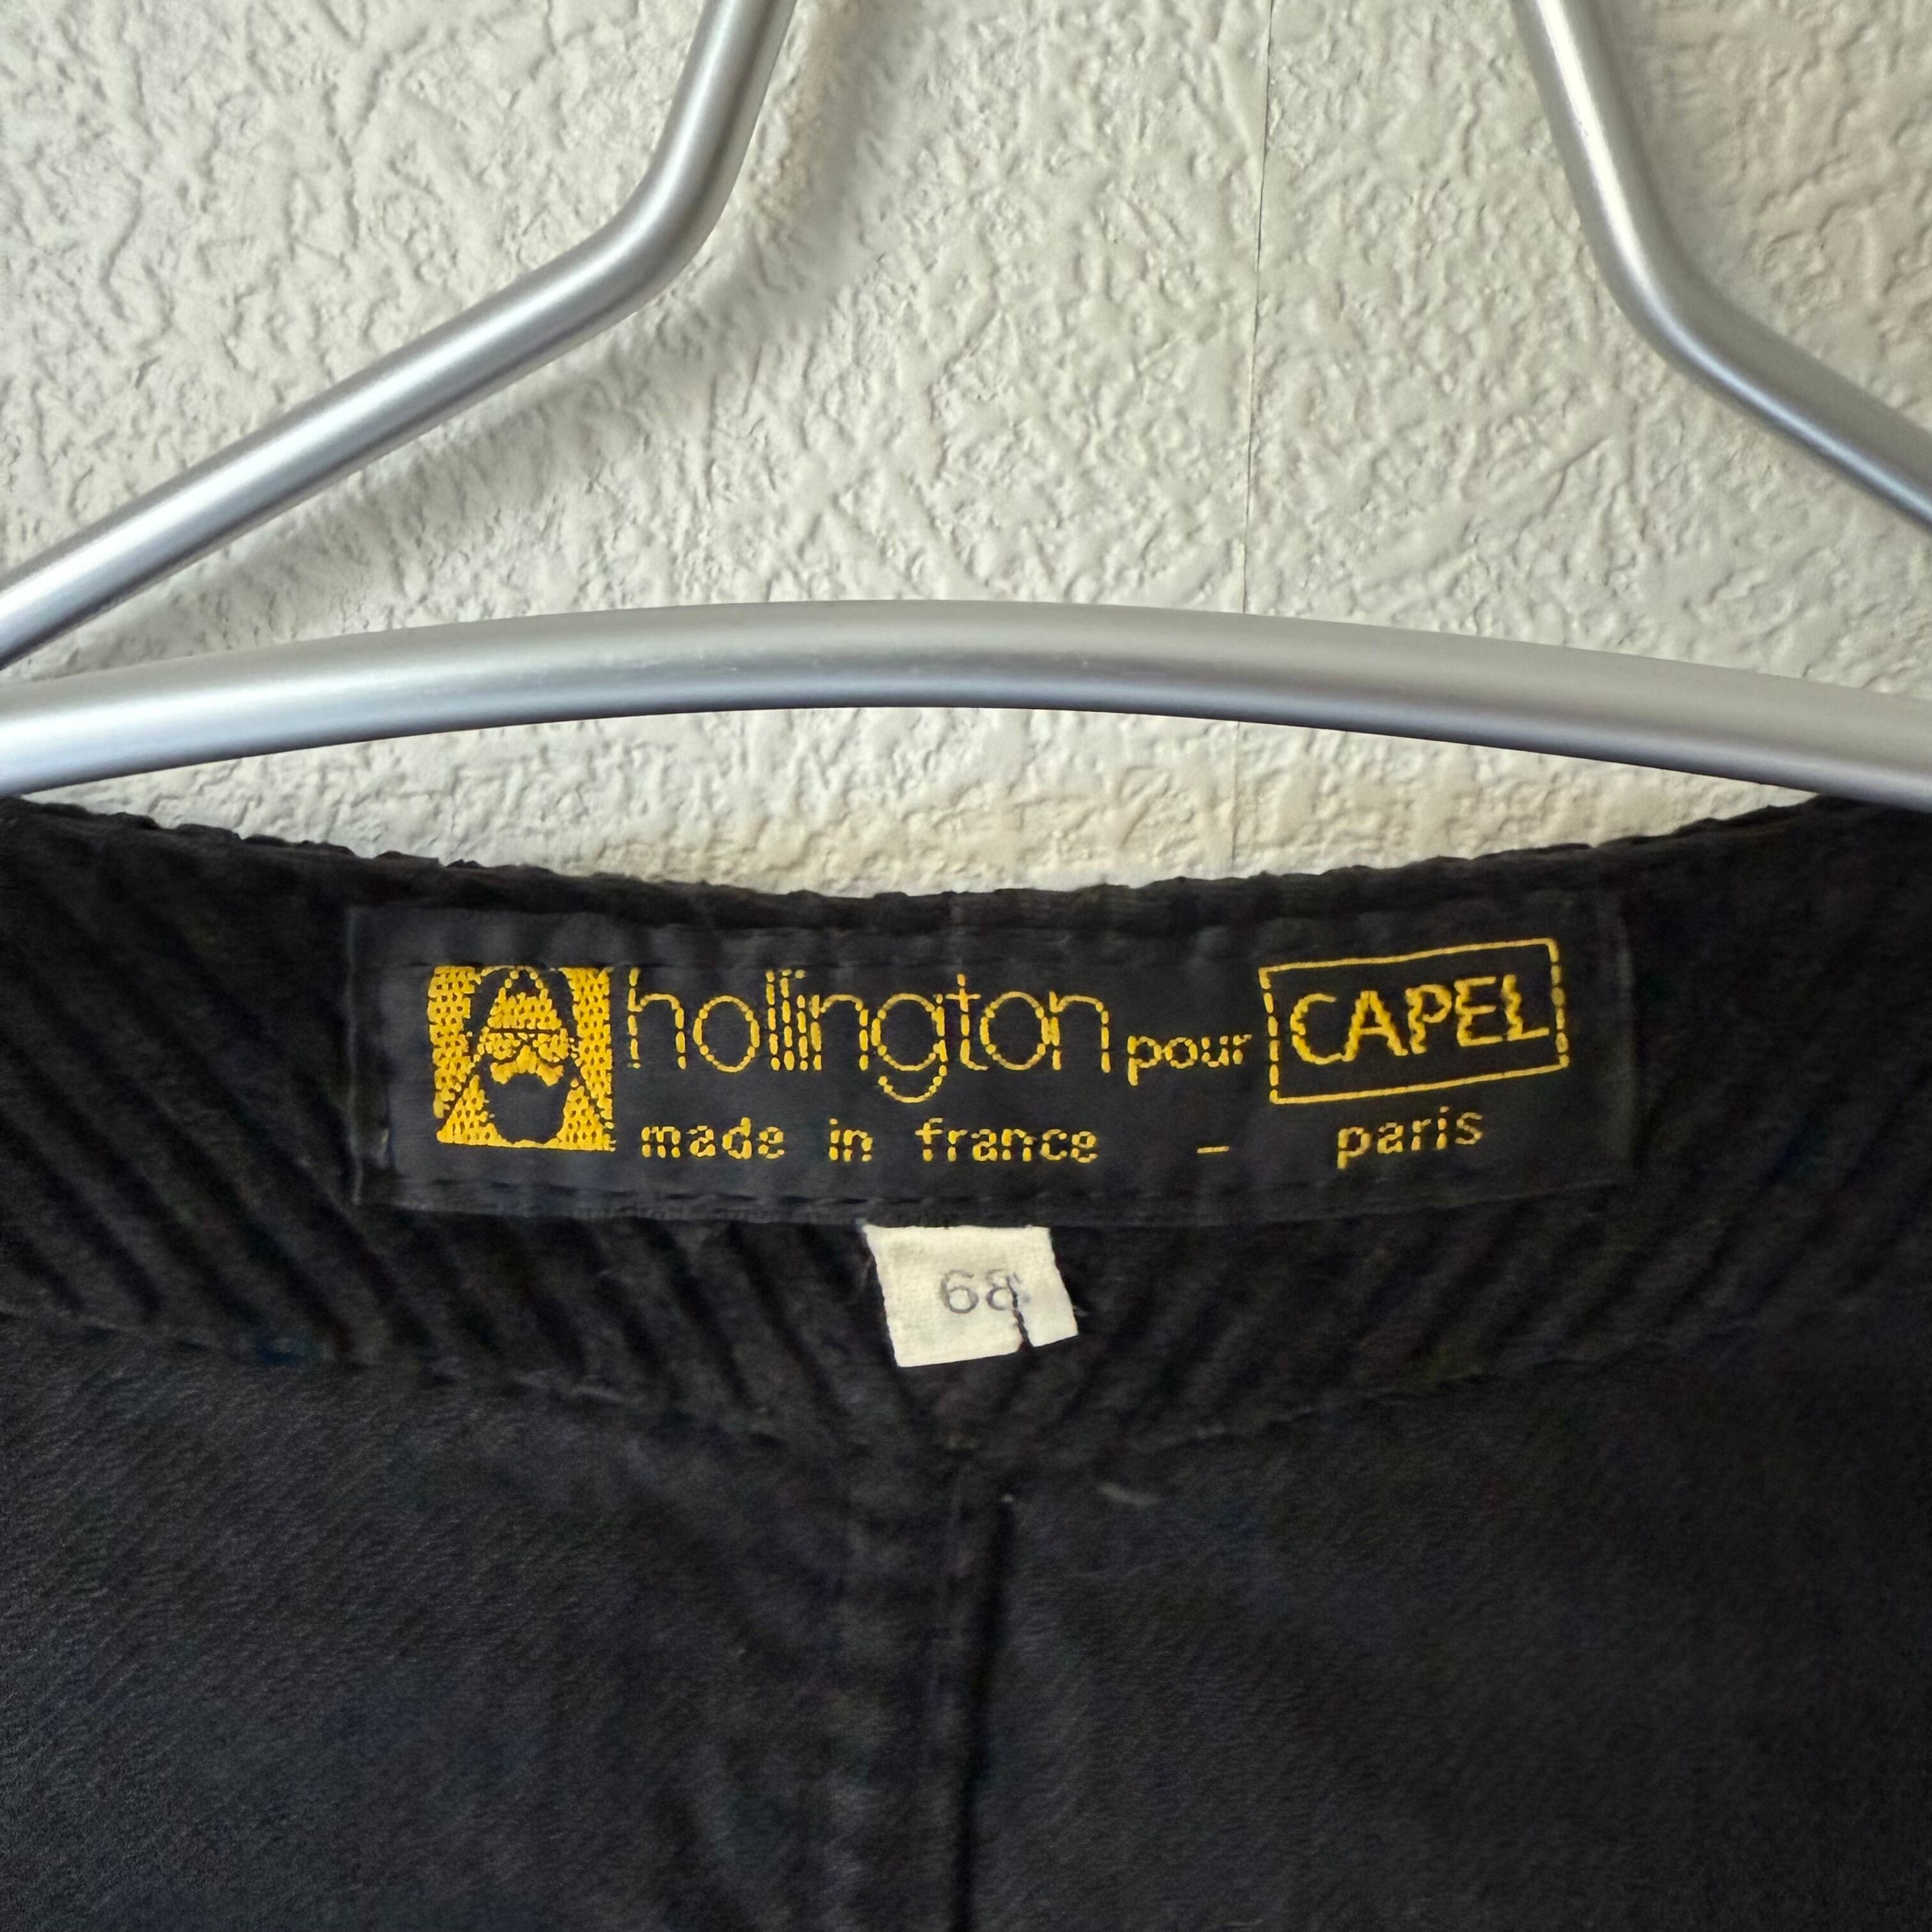 hollington pour CAPEL
made in france - paris
68